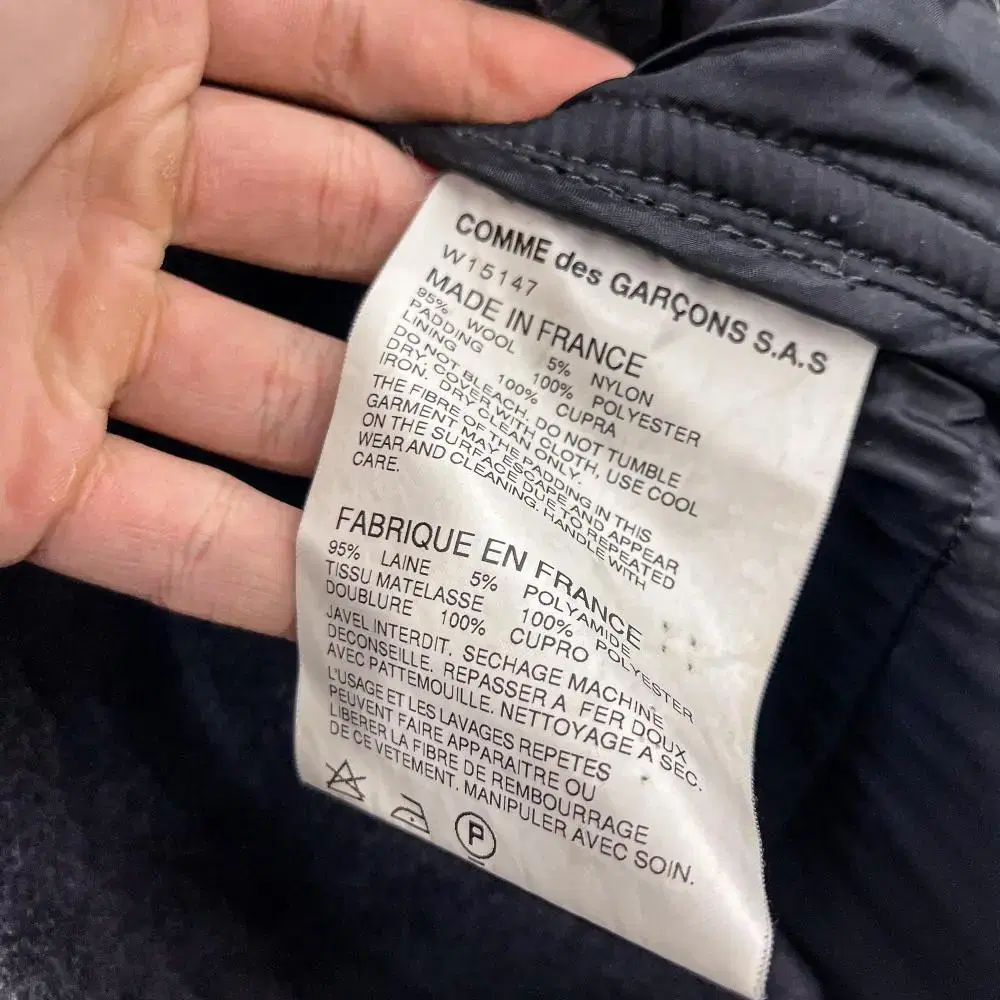 COMME des GARÇONS S.A.S
W15147
MADE IN FRANCE
95% WOOL 5% NYLON
PADDING 100% POLYESTER
LINING 100% CUPRA
DO NOT BLEACH. DO NOT TUMBLE
DRY. COVER WITH CLOTH, USE COOL
IRON. DRY CLEAN ONLY.
THE FIBRE OF THE PADDING IN THIS
GARMENT MAY ESCAPE AND APPEAR
ON THE SURFACE DUE TO REPEATED
WEAR AND CLEANING. HANDLE WITH
CARE.
FABRIQUE EN FRANCE
95% LAINE 5% POLYAMIDE
TISSU MATELASSE 100% POLYESTER
DOUBLURE 100% CUPRO
JAVEL INTERDIT. SECHAGE MACHINE
DECONSEILLE. REPASSER A FER DOUX
AVEC PATTEMOUILLE. NETTOYAGE A SEC.
L'USAGE ET LES LAVAGES REPETES
PEUVENT FAIRE APPARAITRE OU
LIBERER LA FIBRE DE REMBOURRAGE
DE CE VETEMENT. MANIPULER AVEC SOIN.
P